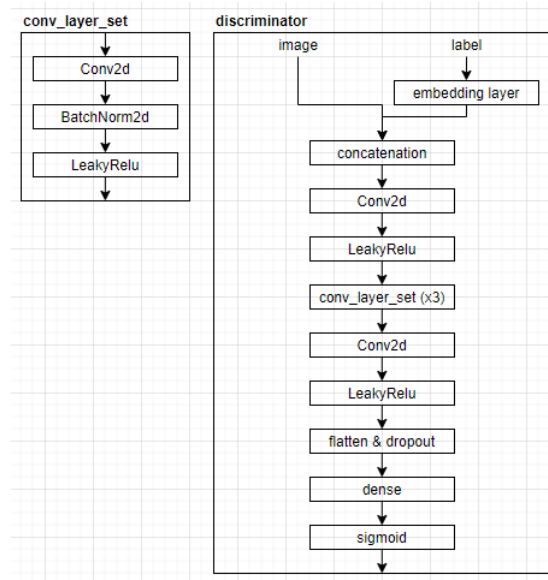 conv_layer_set
Conv2d
BatchNorm2d
LeakyRelu
discriminator
image
label
embedding layer
concatenation
Conv2d
LeakyRelu
conv_layer_set (x3)
Conv2d
LeakyRelu
flatten & dropout
dense
sigmoid